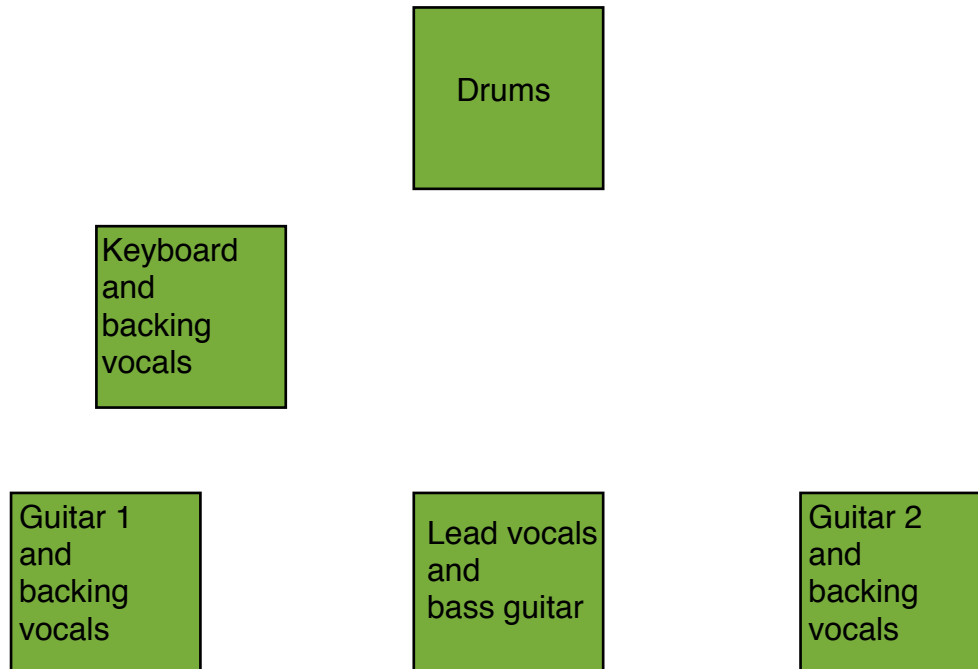 Drums
Keyboard
and
backing
vocals
Guitar 1
and
backing
vocals
Lead vocals
and
bass guitar
Guitar 2
and
backing
vocals